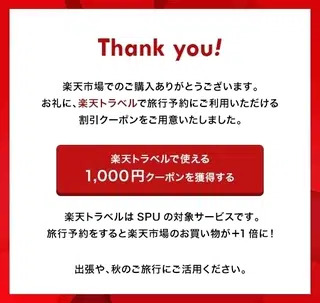 Thank you!
楽天市場でのご購入ありがとうございます。
お礼に、楽天トラベルで旅行予約にご利用いただける
割引クーポンをご用意いたしました。
楽天トラベルで使える
1,000円クーポンを獲得する
楽天トラベルは SPU の対象サービスです。
旅行予約をすると楽天市場のお買い物が+1倍に!
出張や、秋のご旅行にご活用ください。